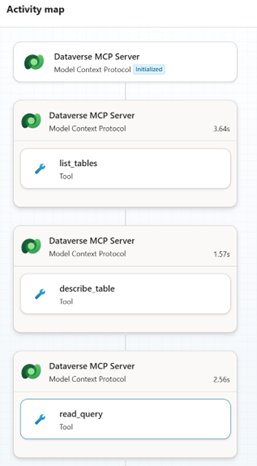 Activity map
Dataverse MCP Server
Model Context Protocol Initialized
Dataverse MCP Server
Model Context Protocol 3.64s
list_tables
Tool
Dataverse MCP Server
Model Context Protocol 1.57s
describe_table
Tool
Dataverse MCP Server
Model Context Protocol 2.56s
read_query
Tool